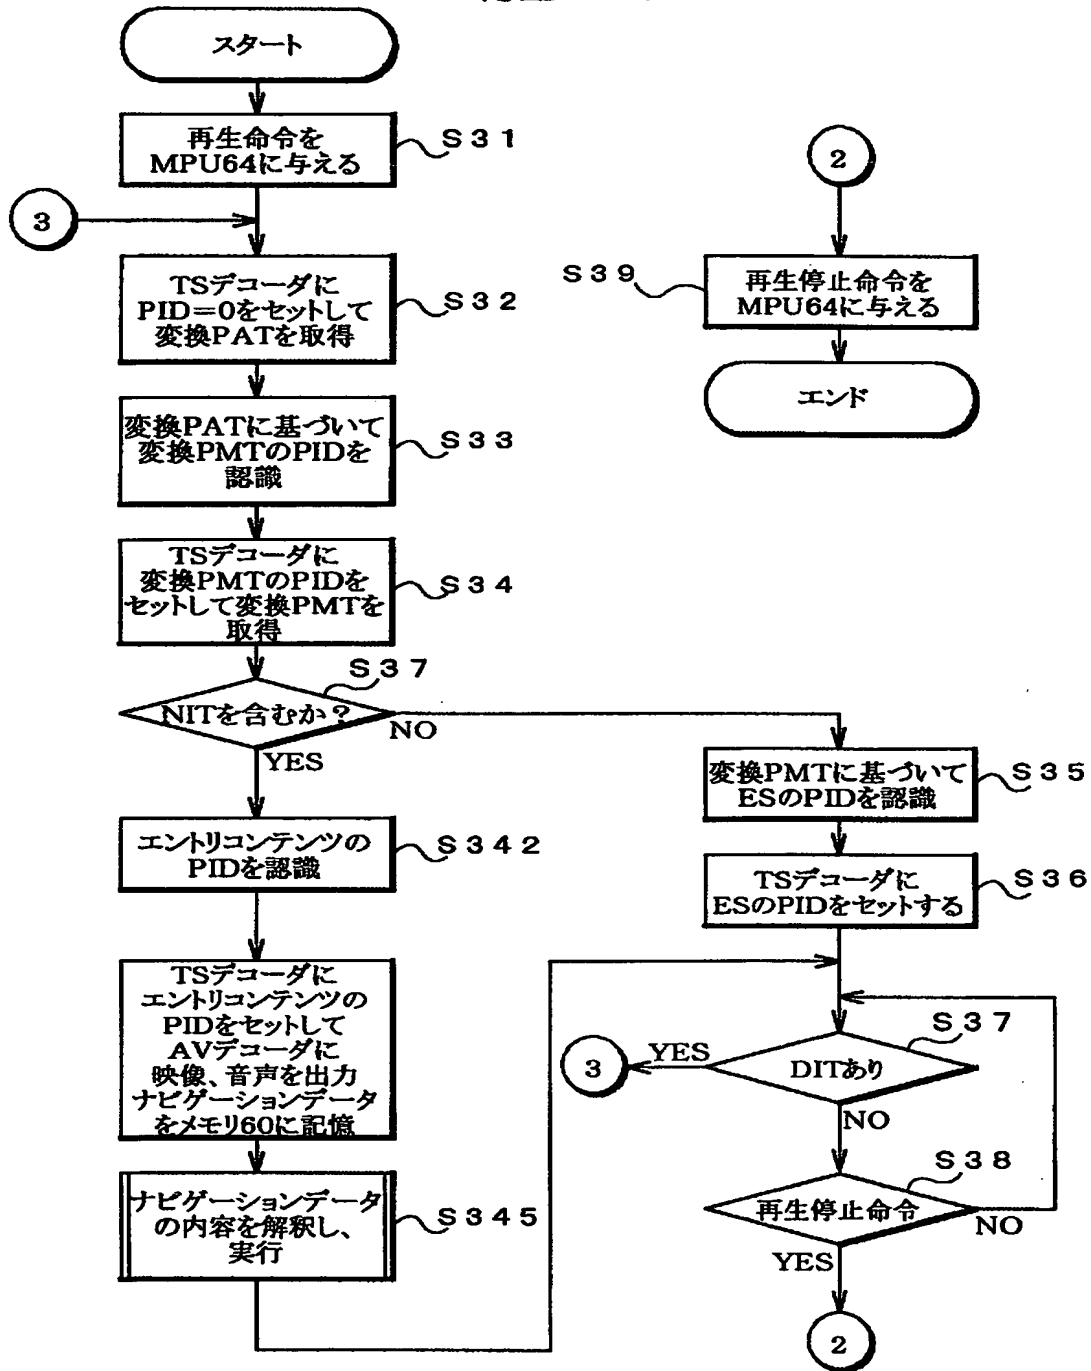 スタート
再生命令を
MPU64に与える
S31
3
TSデコーダに
PID=0をセットして
変換PATを取得
S32
変換PATに基づいて
変換PMTのPIDを
認識
S33
TSデコーダに
変換PMTのPIDを
セットして変換PMTを
取得
S34
S37
NITを含むか?
NO
YES
エントリコンテンツの
PIDを認識
S342
TSデコーダに
エントリコンテンツの
PIDをセットして
AVデコーダに
映像、音声を出力
ナビゲーションデータ
をメモリ60に記憶
ナビゲーションデータ
の内容を解釈し、
実行
S345
2
S39
再生停止命令を
MPU64に与える
エンド
変換PMTに基づいて
ESのPIDを認識
S35
TSデコーダに
ESのPIDをセットする
S36
S37
DITあり
YES
3
NO
S38
再生停止命令
NO
YES
2